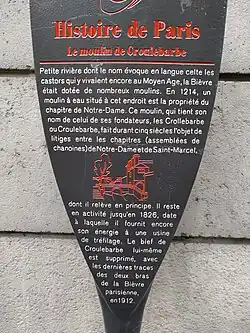 Histoire de Paris
Le moulin de Croulebarbe
Petite rivière dont le nom évoque en langue celte les
castors qui y vivaient encore au Moyen Age, la Bièvre
était dotée de nombreux moulins. En 1214, un
moulin à eau situé à cet endroit est la propriété du
chapitre de Notre-Dame. Ce moulin, qui tient son
nom de celui de ses fondateurs, les Crollebarbe
ou Croulebarbe, fait durant cinq siècles l'objet de
litiges entre les chapitres (assemblées de
chanoines) de Notre-Dame et de Saint-Marcel,
dont il relève en principe. Il reste
en activité jusqu'en 1826, date
à laquelle il fournit encore
son énergie à une usine
de tréfilage. Le bief de
Croulebarbe lui-même
est supprimé, avec
les dernières traces
des deux bras
de la Bièvre
parisienne,
en 1912.